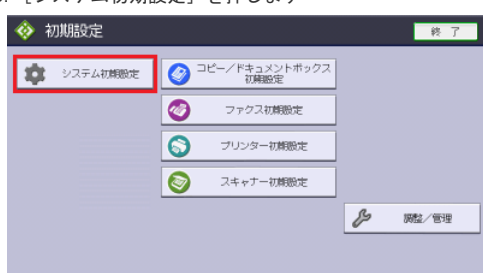 ［システム初期設定］を押します
初期設定
終 了
システム初期設定
コピー／ドキュメントボックス
初期設定
ファクス初期設定
プリンター初期設定
スキャナー初期設定
調整／管理